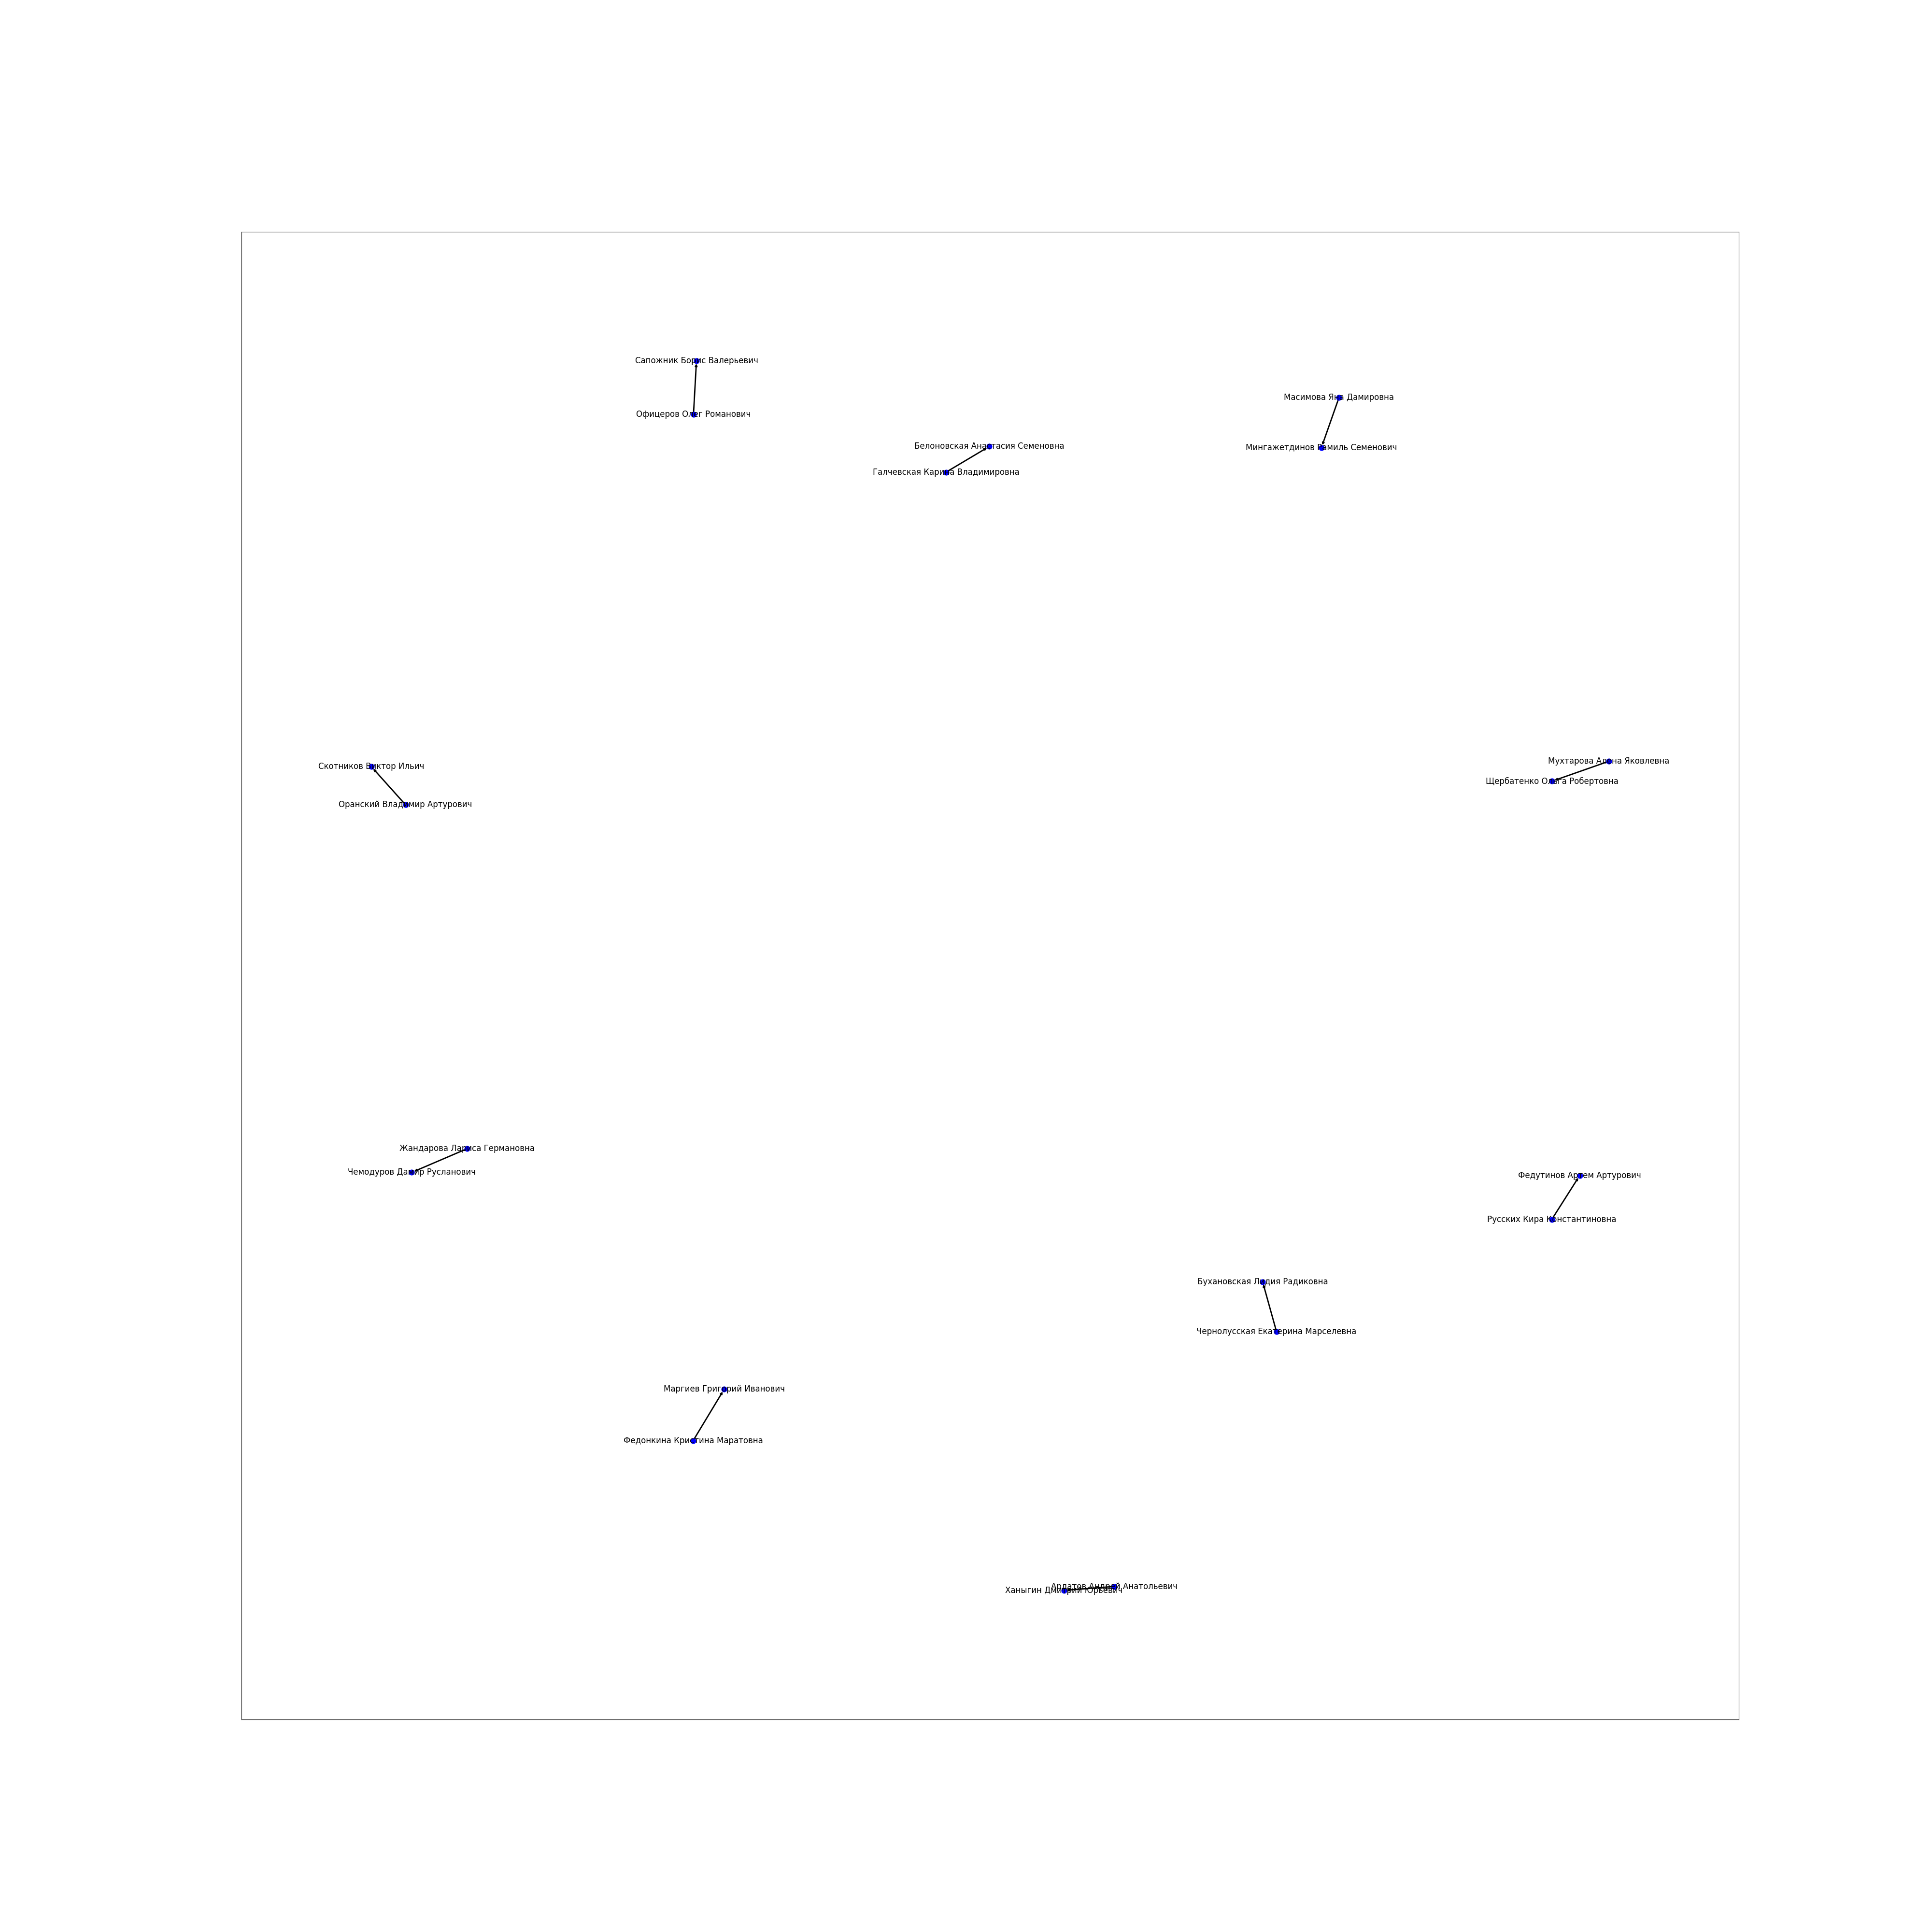 Сапожник Борис Валерьевич
Масимова Яна Дамировна
Офицеров Олег Романович
Белоновская Анастасия Семеновна
Мингажетдинов Рамиль Семенович
Галчевская Карина Владимировна
Мухтарова Алена Яковлевна
Скотников Виктор Ильич
Щербатенко Ольга Робертовна
Оранский Владимир Артурович
Жандарова Лариса Германовна
Чемодуров Дамир Русланович
Федутинов Артем Артурович
Русских Кира Константиновна
Бухановская Лидия Радиковна
Чернолусская Екатерина Марселевна
Маргиев Григорий Иванович
Федонкина Кристина Маратовна
Андрей Анатольевич
Ханыгин Дмитрий Юрьевич